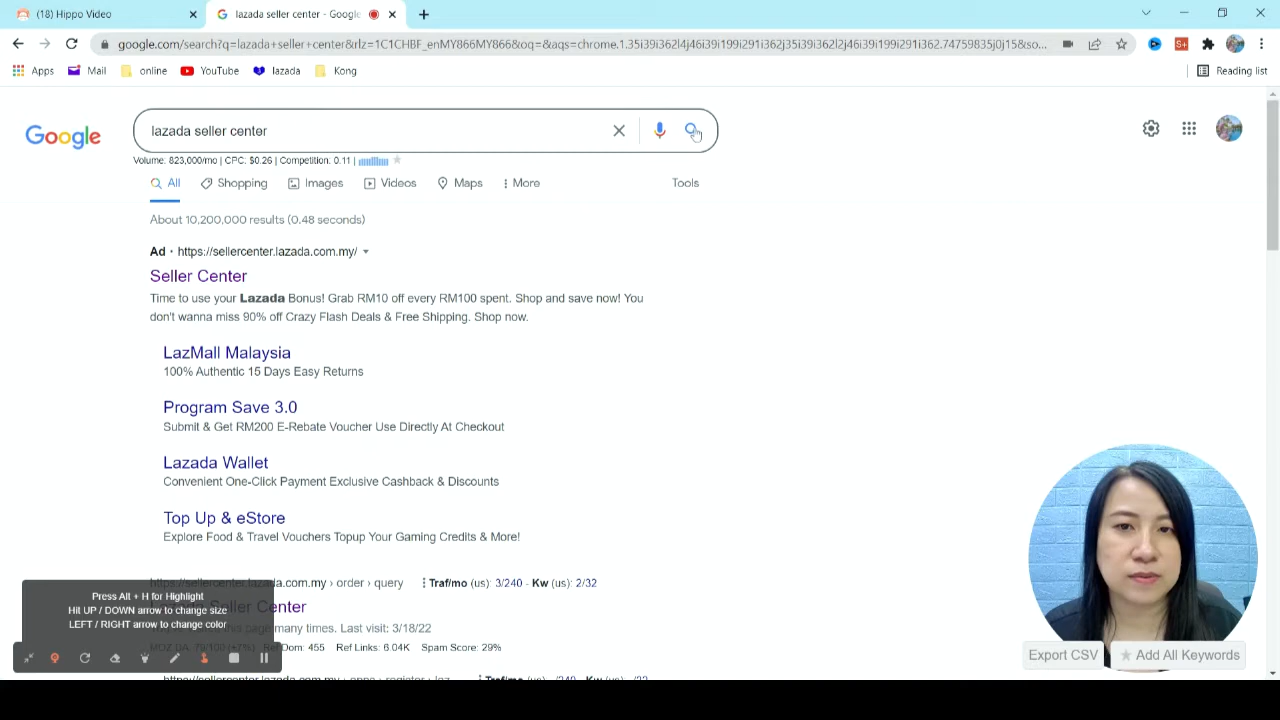 (18) Hippo Video
lazada seller center - Google
google.com/search?q=lazada+seller+center&rlz=1C1CHBF_enMY866MY866&oq=&aqs=chrome.1.35i39i362l4j46i39i199i291i362j35i39i362l2j46i39i199i291i362.74759835j0j15&so...
Apps
Mail
online
YouTube
lazada
Kong
Reading list
Google
lazada seller center
Volume: 823,000/mo | CPC: $0.26 | Competition: 0.11 |
All
Shopping
Images
Videos
Maps
More
Tools
About 10,200,000 results (0.48 seconds)
Ad · https://sellercenter.lazada.com.my/
Seller Center
Time to use your Lazada Bonus! Grab RM10 off every RM100 spent. Shop and save now! You
don't wanna miss 90% off Crazy Flash Deals & Free Shipping. Shop now.
LazMall Malaysia
100% Authentic 15 Days Easy Returns
Program Save 3.0
Submit & Get RM200 E-Rebate Voucher Use Directly At Checkout
Lazada Wallet
Convenient One-Click Payment Exclusive Cashback & Discounts
Top Up & eStore
Explore Food & Travel Vouchers Topup Your Gaming Credits & More!
https://sellercenter.lazada.com.my › order › query
Traf/mo (us): 3/240 - Kw (us): 2/32
Lazada Seller Center
this page many times. Last visit: 3/18/22
Dom: 455 Ref Links: 6.04K Spam Score: 29%
Press Alt + H for Highlight
Hit UP / DOWN arrow to change size
LEFT / RIGHT arrow to change color
Export CSV
Add All Keywords